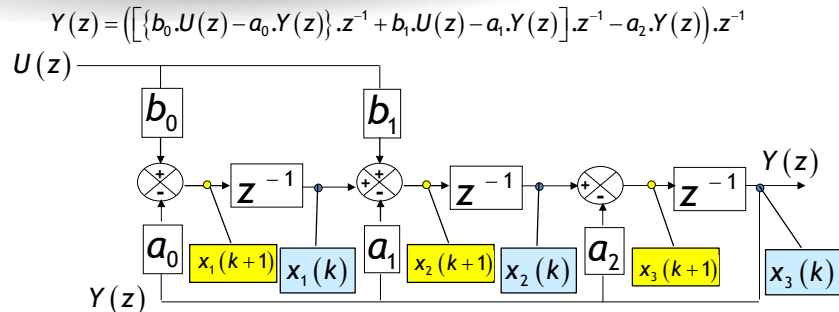 Y(z) = ([{b₀.U(z) − a₀.Y(z)}.z⁻¹ + b₁.U(z) − a₁.Y(z)].z⁻¹ − a₂.Y(z)).z⁻¹
U(z)
b₀ b₁
+ - z⁻¹ + + - z⁻¹ + - z⁻¹ Y(z)
a₀ x₁(k+1) x₁(k) a₁ x₂(k+1) x₂(k) a₂ x₃(k+1) x₃(k)
Y(z)